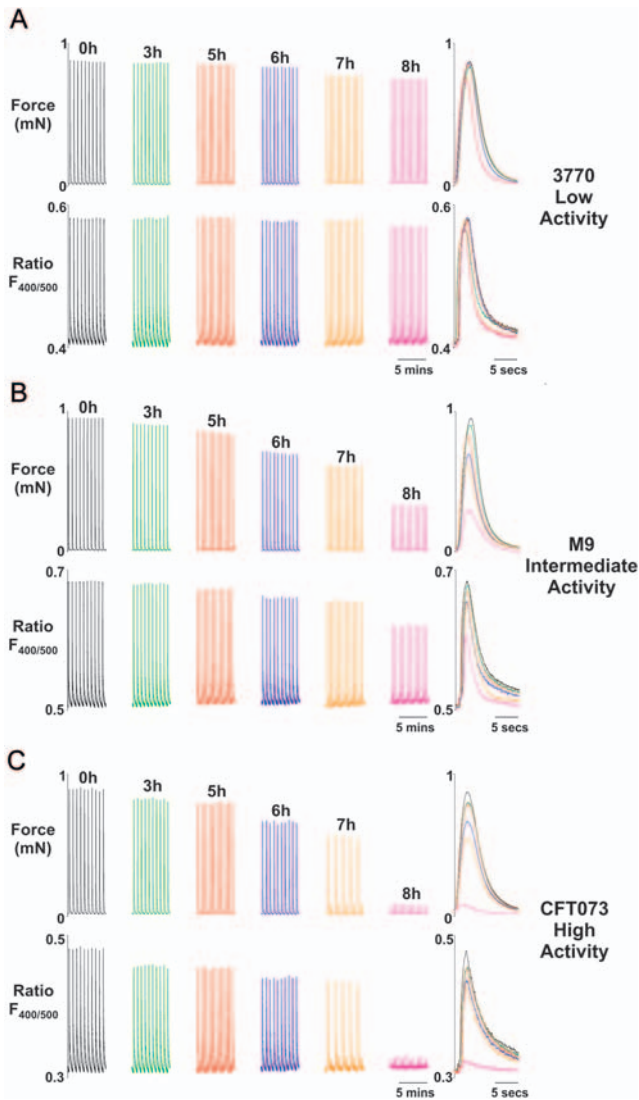 A
1
0h
3h
5h
6h
7h
8h
Force
(mN)
0
0.6
Ratio
F400/500
0.4
5 mins
5 secs
3770
Low
Activity
B
1
0h
3h
5h
6h
7h
8h
Force
(mN)
0
0.7
Ratio
F400/500
0.5
5 mins
5 secs
M9
Intermediate
Activity
C
1
0h
3h
5h
6h
7h
8h
Force
(mN)
0
0.5
Ratio
F400/500
0.3
5 mins
5 secs
CFT073
High
Activity
1
0
0.6
0.4
1
0
0.7
0.5
1
0
0.5
0.3